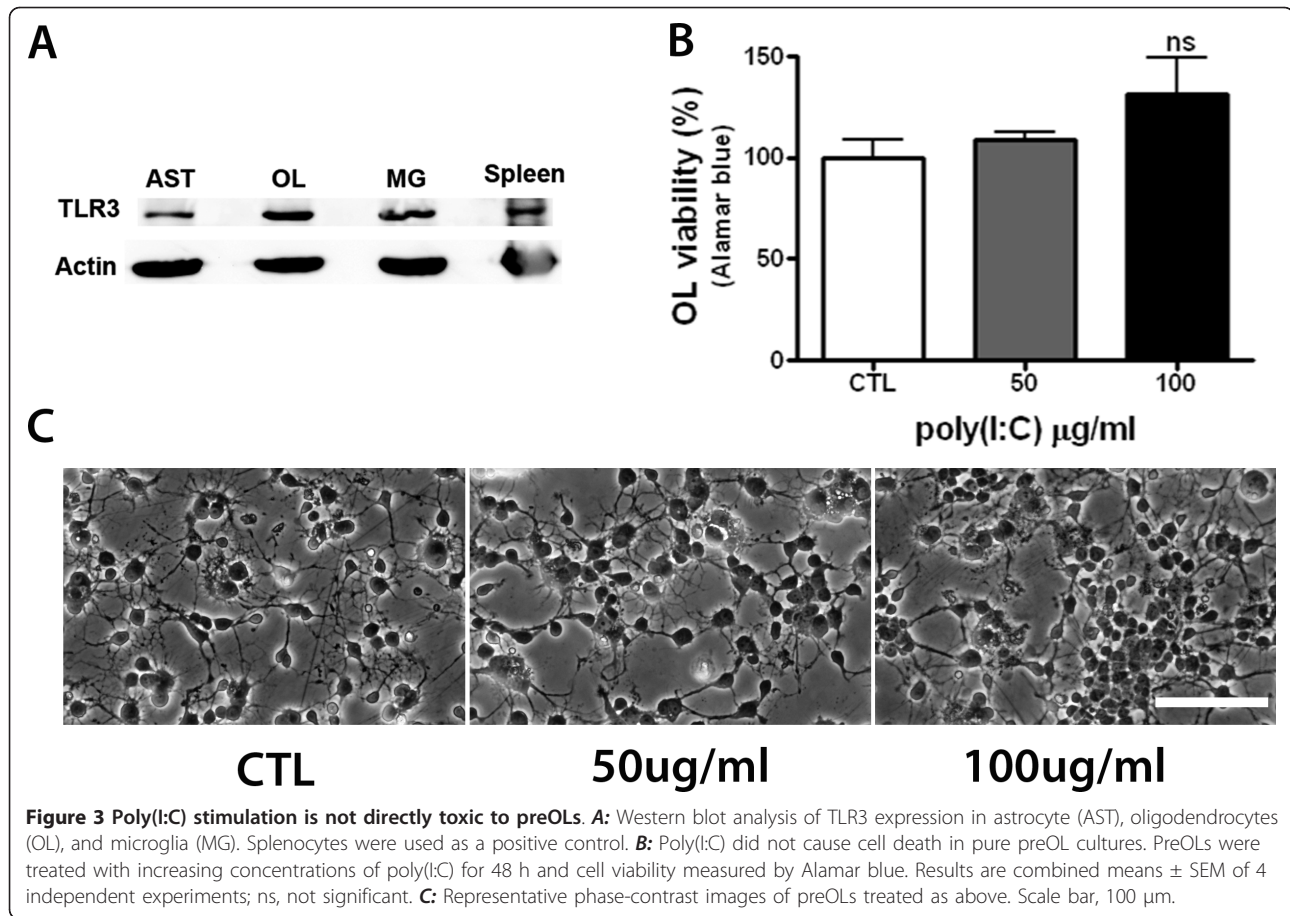 A
AST OL MG Spleen
TLR3
Actin
B
OL viability (%)
(Alamar blue)
150
100
50
0
ns
CTL 50 100
poly(I:C) μg/ml
C
CTL 50ug/ml 100ug/ml
Figure 3 Poly(I:C) stimulation is not directly toxic to preOLs. A: Western blot analysis of TLR3 expression in astrocyte (AST), oligodendrocytes
(OL), and microglia (MG). Splenocytes were used as a positive control. B: Poly(I:C) did not cause cell death in pure preOL cultures. PreOLs were
treated with increasing concentrations of poly(I:C) for 48 h and cell viability measured by Alamar blue. Results are combined means ± SEM of 4
independent experiments; ns, not significant. C: Representative phase-contrast images of preOLs treated as above. Scale bar, 100 μm.